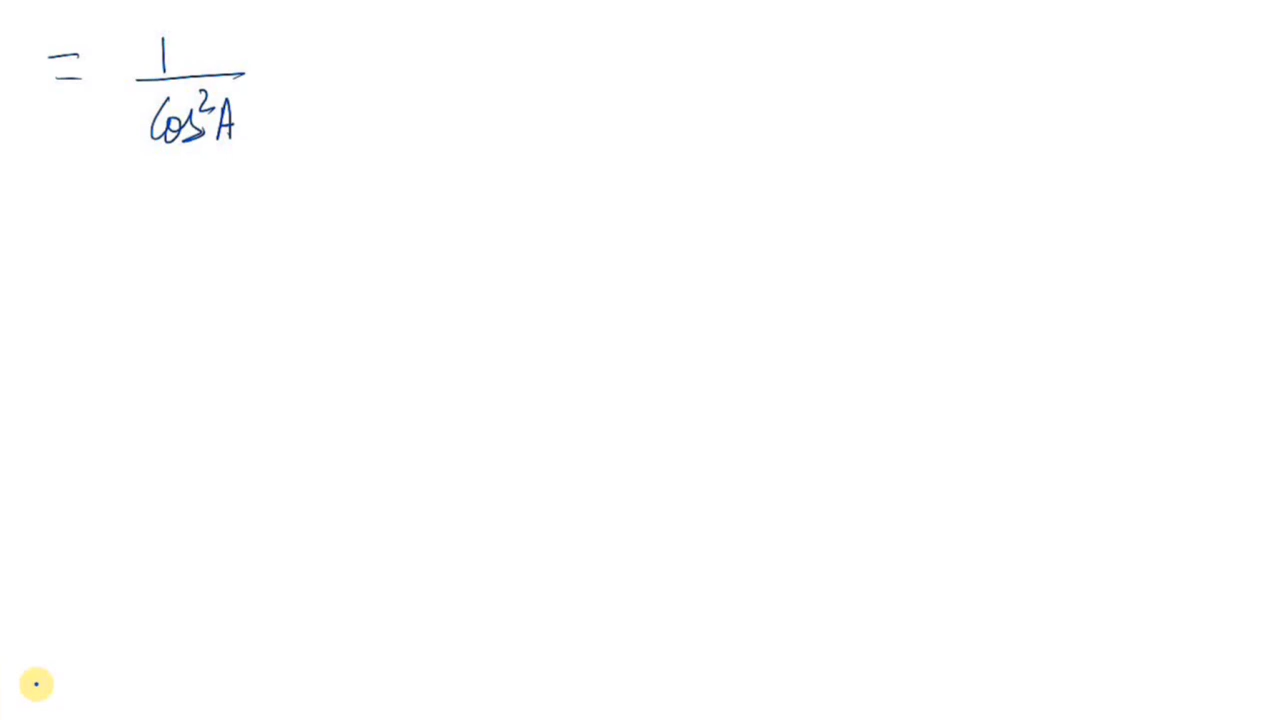 = 1/cos²A